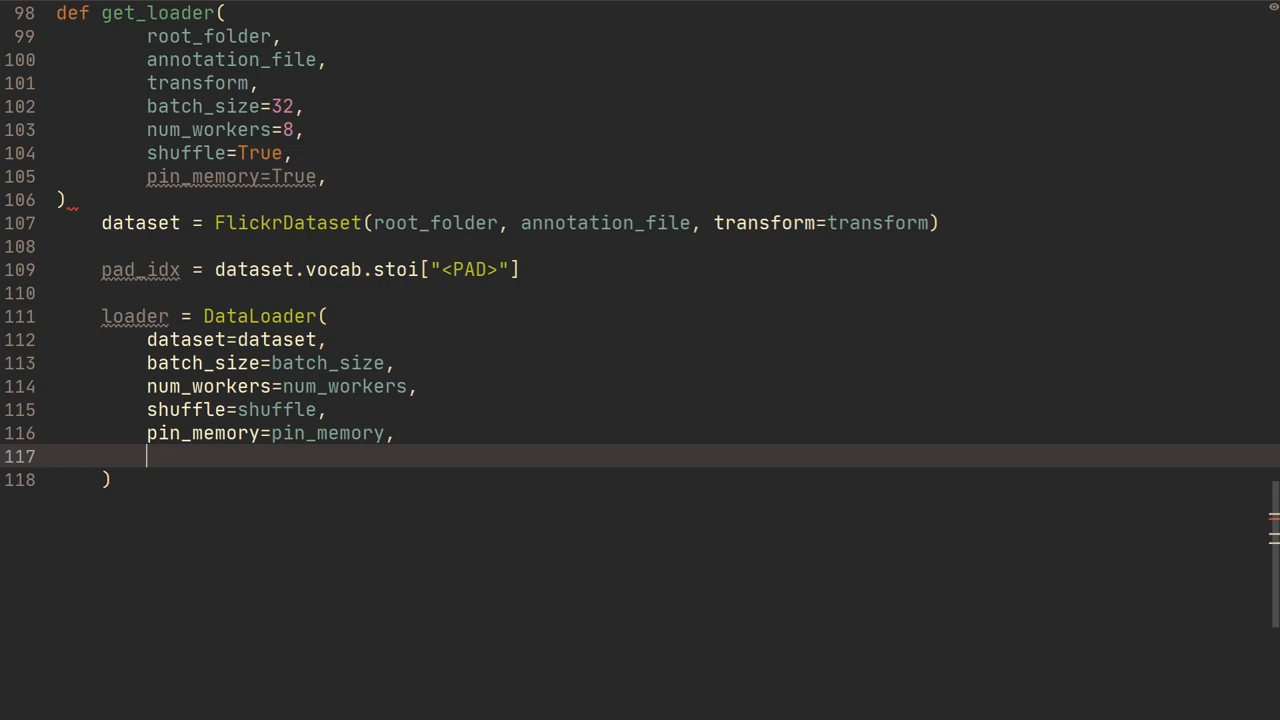 98 def get_loader(
99         root_folder,
100         annotation_file,
101         transform,
102         batch_size=32,
103         num_workers=8,
104         shuffle=True,
105         pin_memory=True,
106 )
107     dataset = FlickrDataset(root_folder, annotation_file, transform=transform)
108
109     pad_idx = dataset.vocab.stoi["<PAD>"]
110
111     loader = DataLoader(
112         dataset=dataset,
113         batch_size=batch_size,
114         num_workers=num_workers,
115         shuffle=shuffle,
116         pin_memory=pin_memory,
117
118     )